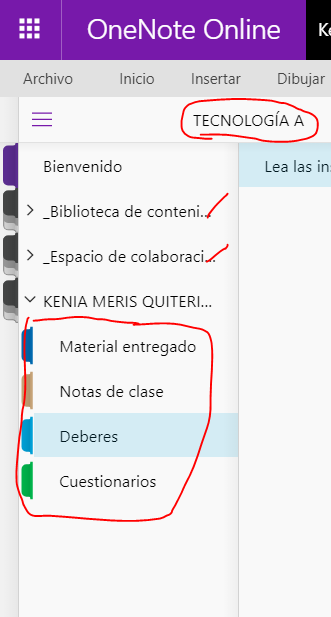 OneNote Online
Ke
Archivo Inicio Insertar Dibujar
TECNOLOGÍA A
Bienvenido
Lea las ins
_Biblioteca de conteni...
_Espacio de colaboraci...
KENIA MERIS QUITERI...
Material entregado
Notas de clase
Deberes
Cuestionarios